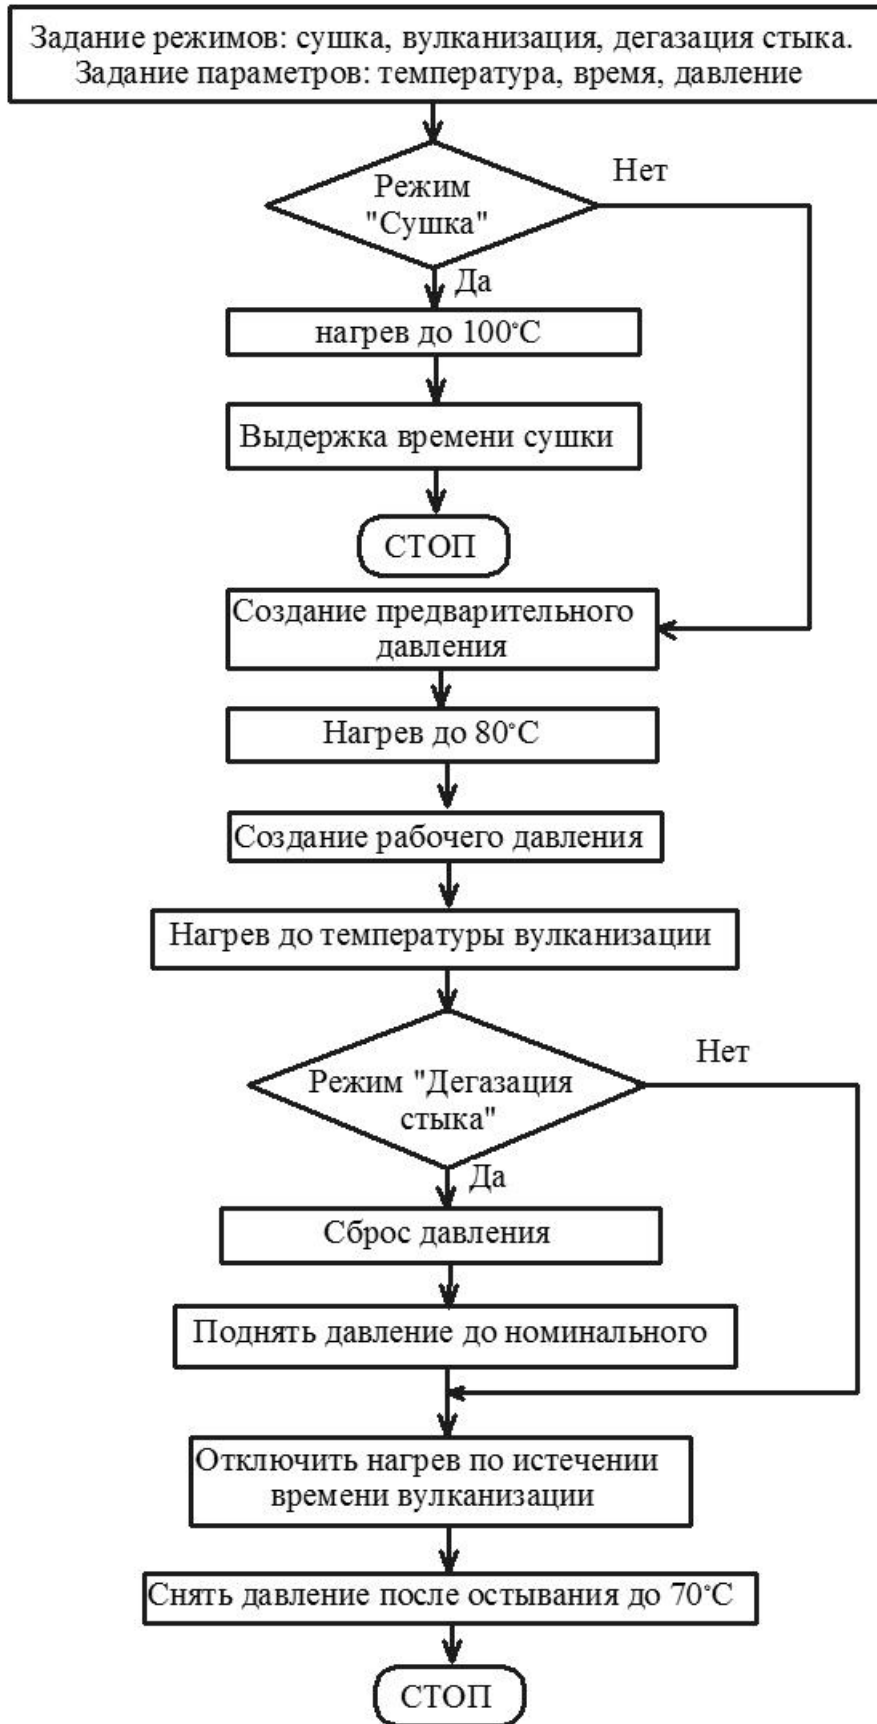 Задание режимов: сушка, вулканизация, дегазация стыка.
Задание параметров: температура, время, давление
Режим
"Сушка"
Нет
Да
нагрев до 100°С
Выдержка времени сушки
СТОП
Создание предварительного
давления
Нагрев до 80°С
Создание рабочего давления
Нагрев до температуры вулканизации
Режим "Дегазация
стыка"
Нет
Да
Сброс давления
Поднять давление до номинального
Отключить нагрев по истечении
времени вулканизации
Снять давление после остывания до 70°С
СТОП